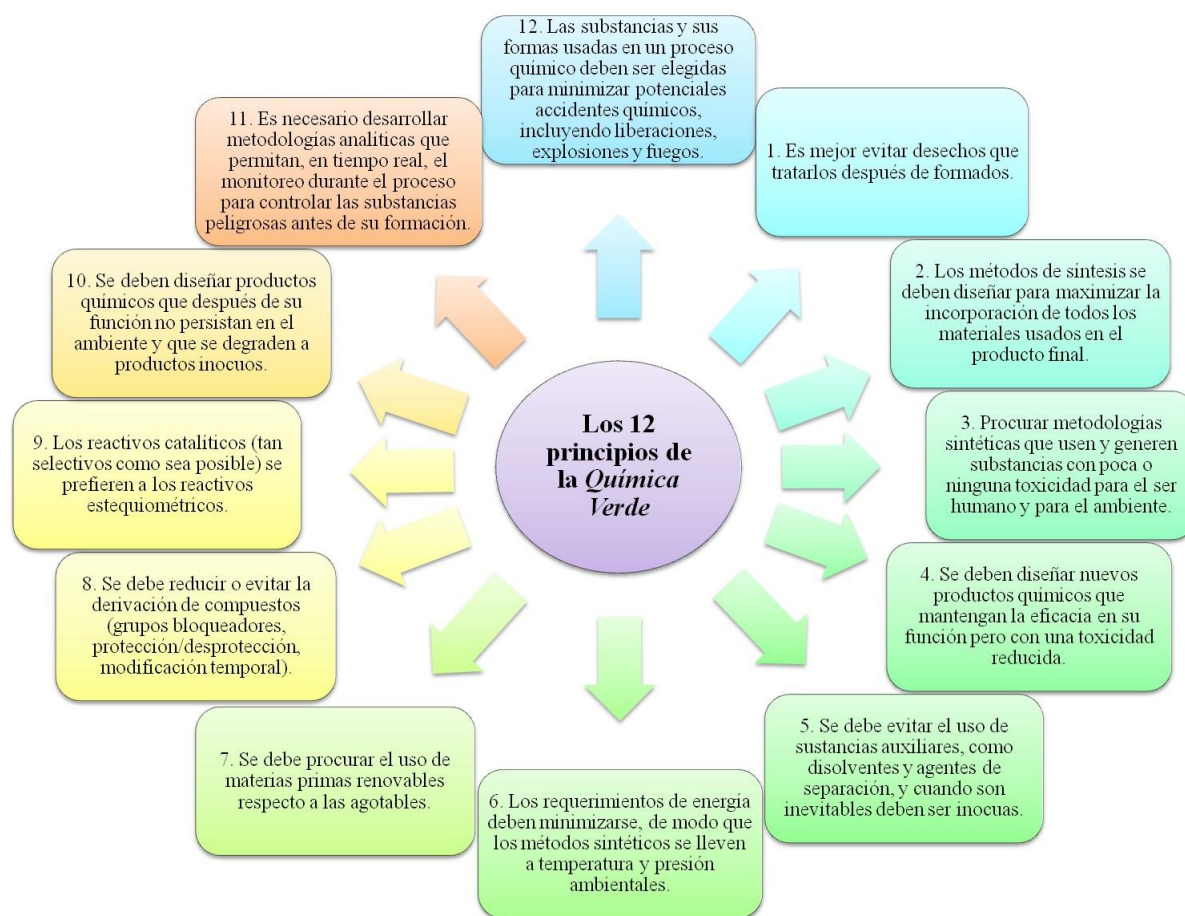 Los 12
principios de
la Química
Verde
1. Es mejor evitar desechos que
tratarlos después de formados.
2. Los métodos de síntesis se
deben diseñar para maximizar la
incorporación de todos los
materiales usados en el
producto final.
3. Procurar metodologías
sintéticas que usen y generen
substancias con poca o
ninguna toxicidad para el ser
humano y para el ambiente.
4. Se deben diseñar nuevos
productos químicos que
mantengan la eficacia en su
función pero con una toxicidad
reducida.
5. Se debe evitar el uso de
sustancias auxiliares, como
disolventes y agentes de
separación, y cuando son
inevitables deben ser inocuas.
6. Los requerimientos de energía
deben minimizarse, de modo que
los métodos sintéticos se lleven
a temperatura y presión
ambientales.
7. Se debe procurar el uso de
materias primas renovables
respecto a las agotables.
8. Se debe reducir o evitar la
derivación de compuestos
(grupos bloqueadores,
protección/desprotección,
modificación temporal).
9. Los reactivos catalíticos (tan
selectivos como sea posible) se
prefieren a los reactivos
estequiométricos.
10. Se deben diseñar productos
químicos que después de su
función no persistan en el
ambiente y que se degraden a
productos inocuos.
11. Es necesario desarrollar
metodologías analíticas que
permitan, en tiempo real, el
monitoreo durante el proceso
para controlar las substancias
peligrosas antes de su formación.
12. Las substancias y sus
formas usadas en un proceso
químico deben ser elegidas
para minimizar potenciales
accidentes químicos,
incluyendo liberaciones,
explosiones y fuegos.